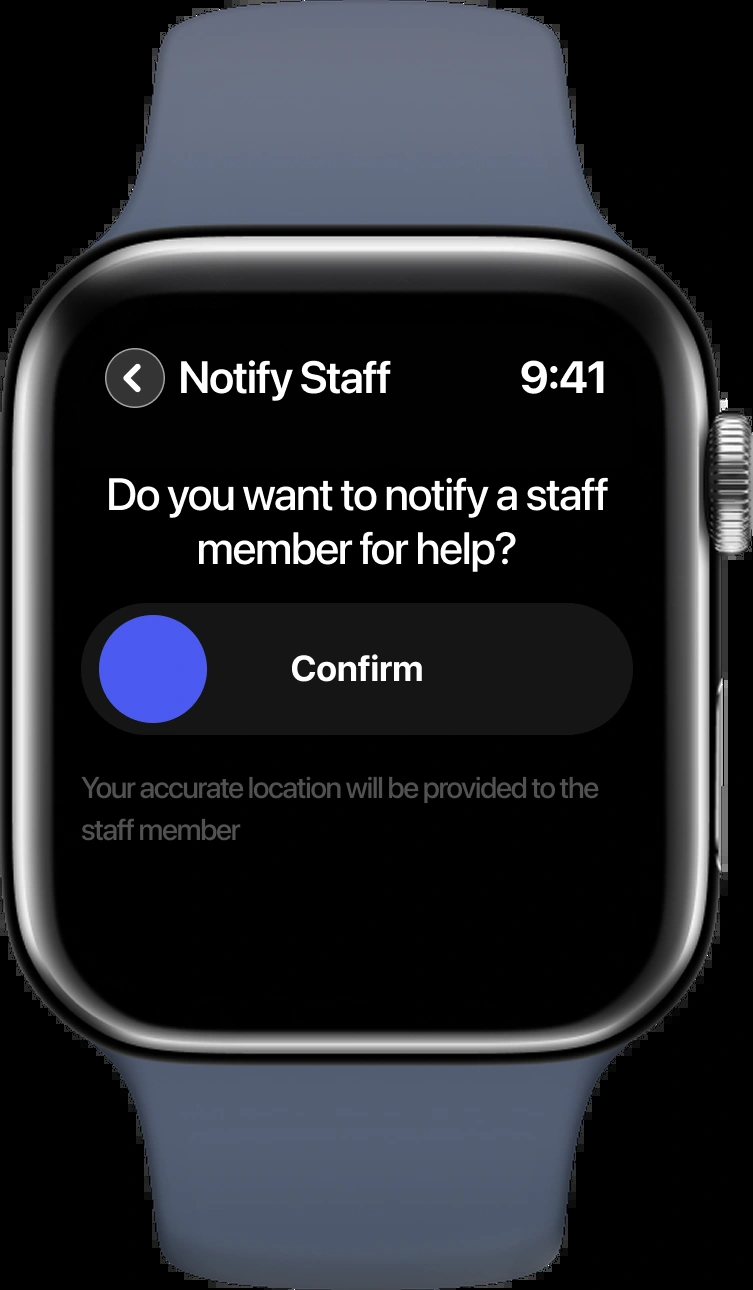 Notify Staff 9:41
Do you want to notify a staff
member for help?
Confirm
Your accurate location will be provided to the
staff member